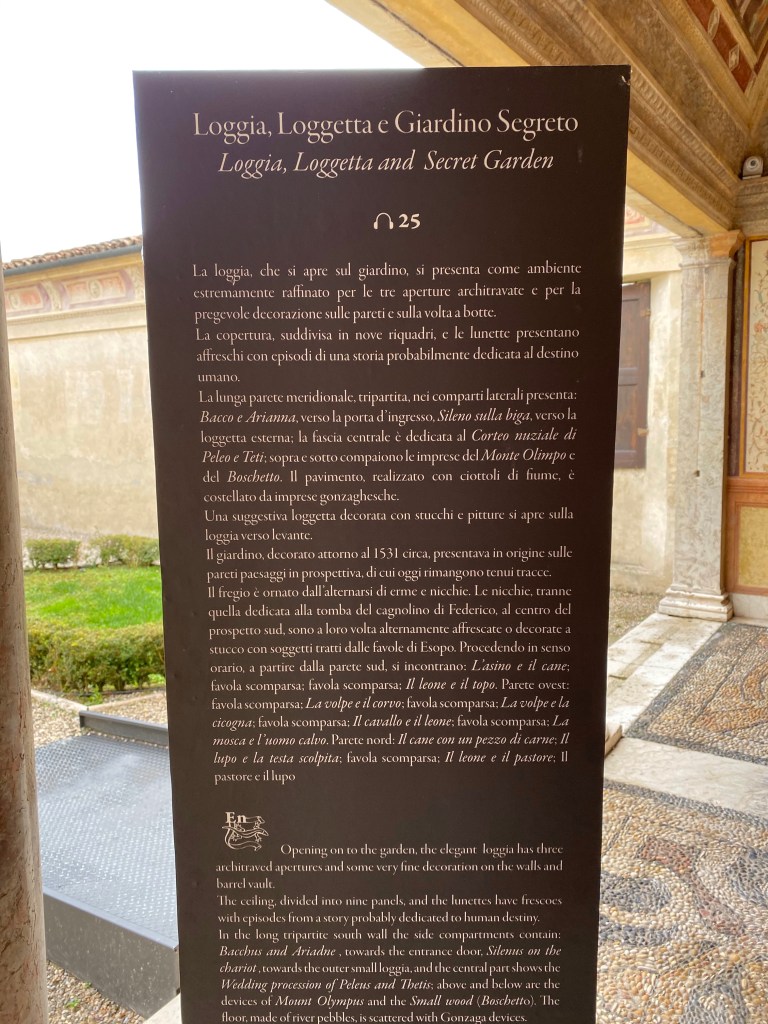 Loggia, Loggetta e Giardino Segreto
Loggia, Loggetta and Secret Garden
25
La loggia, che si apre sul giardino, si presenta come ambiente
estremamente raffinato per le tre aperture architravate e per la
pregevole decorazione sulle pareti e sulla volta a botte.
La copertura, suddivisa in nove riquadri, e le lunette presentano
affreschi con episodi di una storia probabilmente dedicata al destino
umano.
La lunga parete meridionale, tripartita, nei comparti laterali presenta:
Bacco e Arianna, verso la porta d'ingresso, Sileno sulla biga, verso la
loggetta esterna; la fascia centrale è dedicata al Corteo nuziale di
Peleo e Teti; sopra e sotto compaiono le imprese del Monte Olimpo e
del Boschetto. Il pavimento, realizzato con ciottoli di fiume, è
costellato da imprese gonzaghesche.
Una suggestiva loggetta decorata con stucchi e pitture si apre sulla
loggia verso levante.
Il giardino, decorato attorno al 1531 circa, presentava in origine sulle
pareti paesaggi in prospettiva, di cui oggi rimangono tenui tracce.
Il fregio è ornato dall'alternarsi di erme e nicchie. Le nicchie, tranne
quella dedicata alla tomba del cagnolino di Federico, al centro del
prospetto sud, sono a loro volta alternamente affrescate o decorate a
stucco con soggetti tratti dalle favole di Esopo. Procedendo in senso
orario, a partire dalla parete sud, si incontrano: L'asino e il cane;
favola scomparsa; favola scomparsa; Il leone e il topo. Parete ovest:
favola scomparsa; La volpe e il corvo; favola scomparsa; La volpe e la
cicogna; favola scomparsa; Il cavallo e il leone; favola scomparsa; La
mosca e l'uomo calvo. Parete nord: Il cane con un pezzo di carne; Il
lupo e la testa scolpita; favola scomparsa; Il leone e il pastore; Il
pastore e il lupo
En
Opening on to the garden, the elegant loggia has three
architraved apertures and some very fine decoration on the walls and
barrel vault.
The ceiling, divided into nine panels, and the lunettes have frescoes
with episodes from a story probably dedicated to human destiny.
In the long tripartite south wall the side compartments contain:
Bacchus and Ariadne , towards the entrance door, Silenus on the
chariot , towards the outer small loggia, and the central part shows the
Wedding procession of Peleus and Thetis; above and below are the
devices of Mount Olympus and the Small wood (Boschetto). The
floor, made of river pebbles, is scattered with Gonzaga devices.